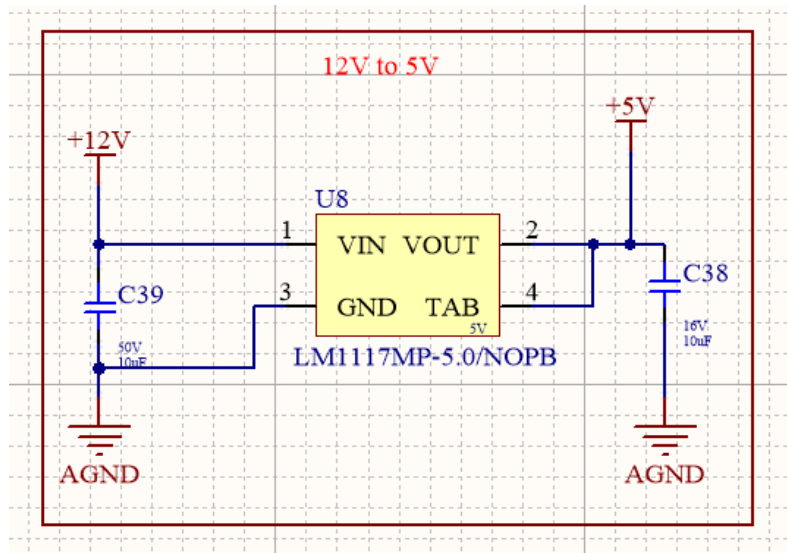 12V to 5V
+12V
+5V
U8
1
VIN
VOUT
2
C39
3
GND
TAB
4
C38
5V
50V
10uF
16V
10uF
LM1117MP-5.0/NOPB
AGND
AGND